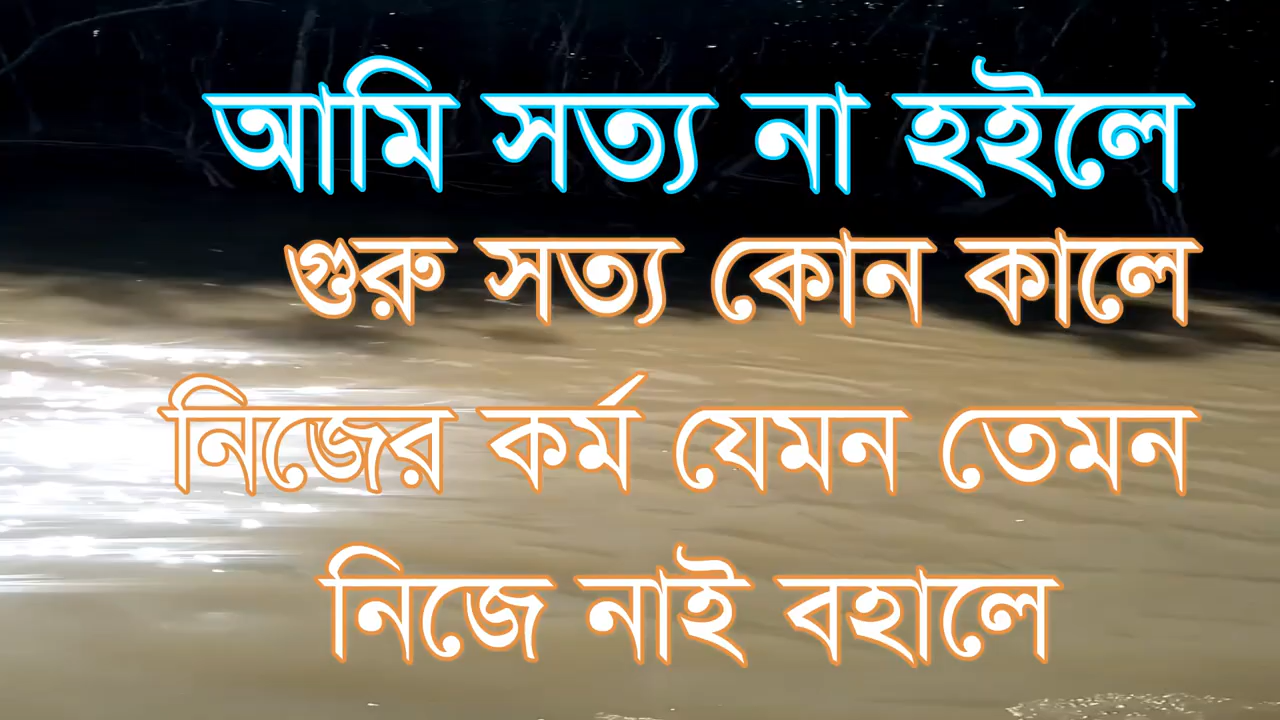 আমি সত্য না হইলে
গুরু সত্য কোন কালে
নিজের কর্ম যেমন তেমন
নিজে নাই বহালে